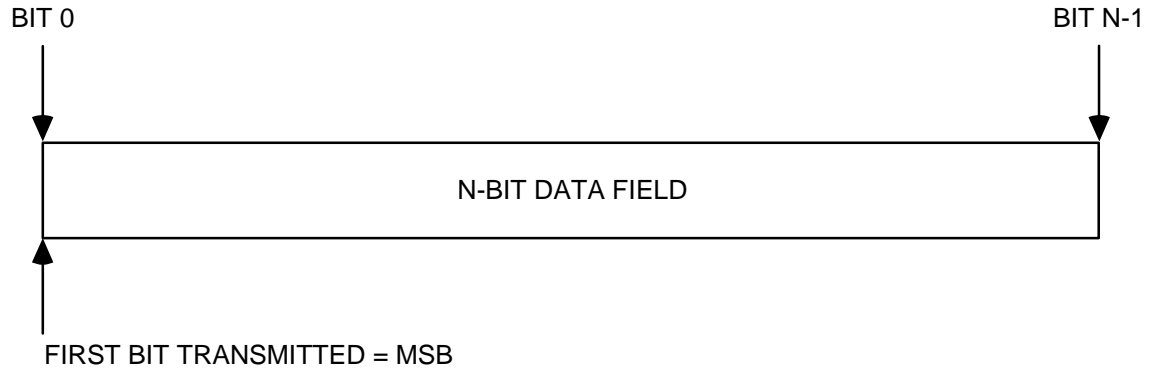 BIT 0
BIT N-1
N-BIT DATA FIELD
FIRST BIT TRANSMITTED = MSB